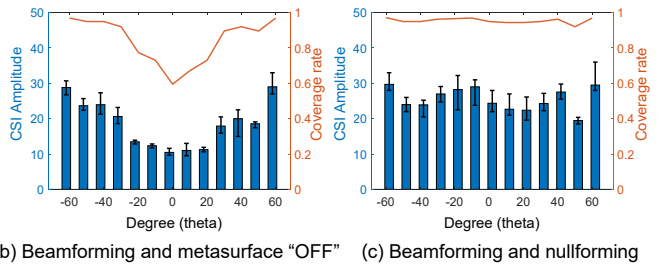 50
40
30
20
10
0
CSI Amplitude
1
0.8
0.6
0.4
0.2
0
Coverage rate
-60 -40 -20 0 20 40 60
Degree (theta)
b) Beamforming and metasurface “OFF”
50
40
30
20
10
0
CSI Amplitude
1
0.8
0.6
0.4
0.2
0
Coverage rate
-60 -40 -20 0 20 40 60
Degree (theta)
(c) Beamforming and nullforming